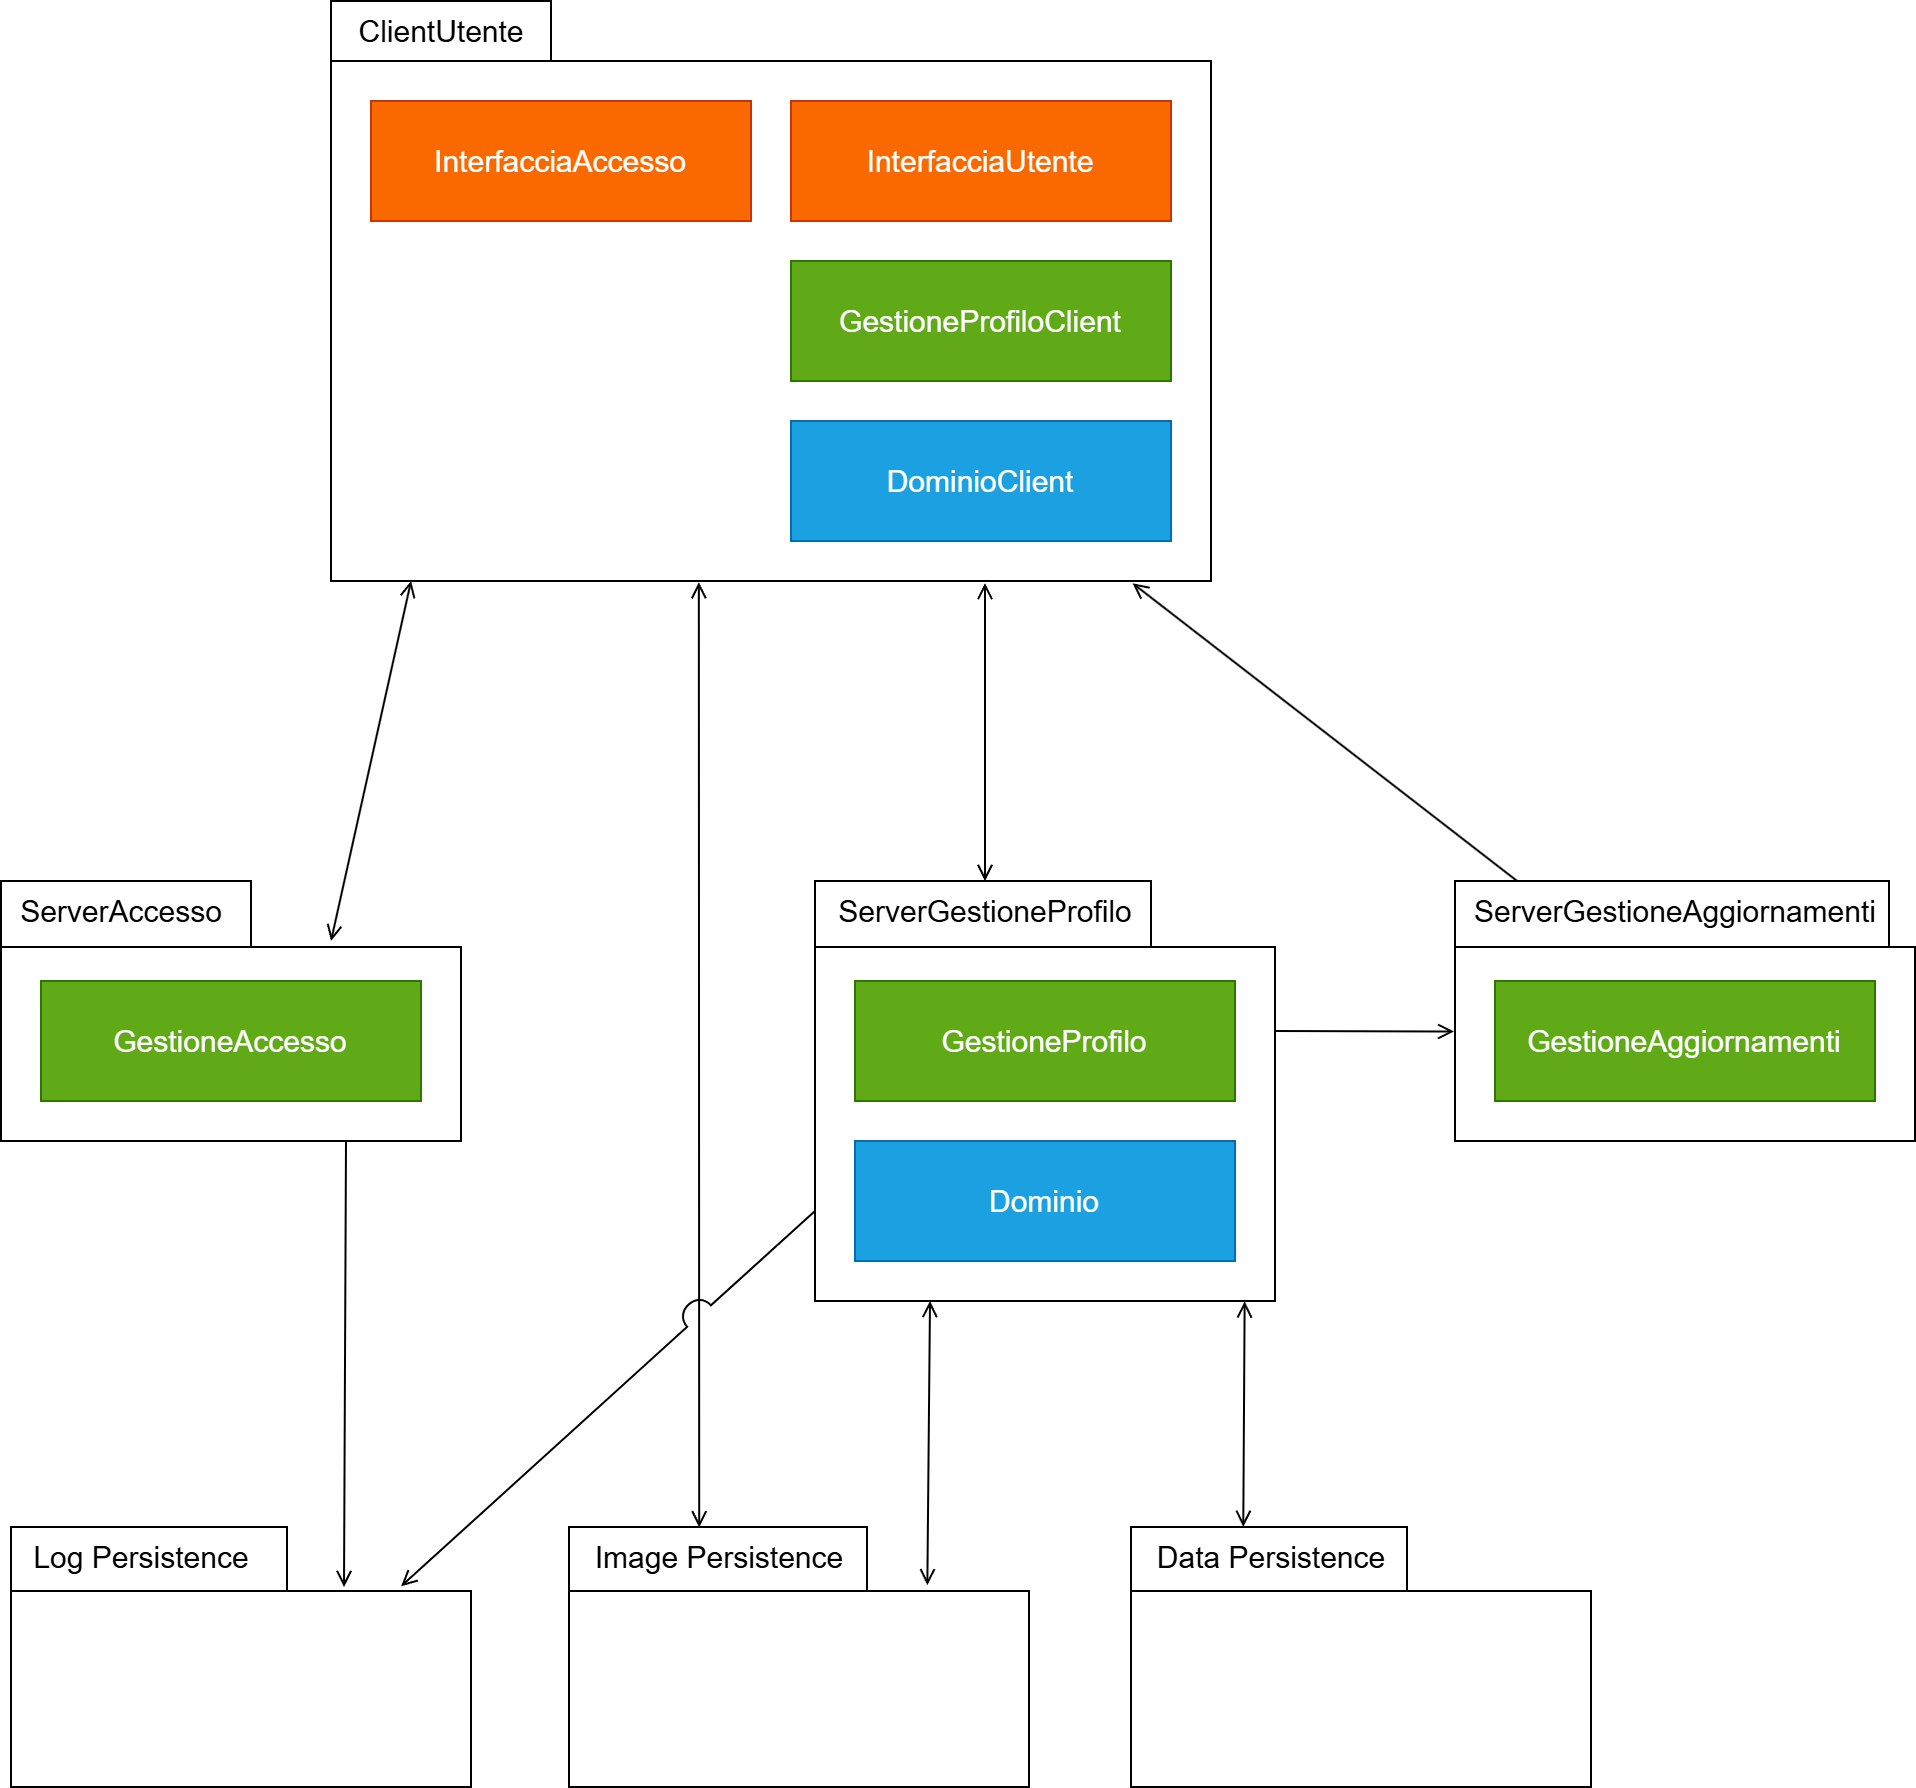 ClientUtente
InterfacciaAccesso
InterfacciaUtente
GestioneProfiloClient
DominioClient
ServerAccesso
GestioneAccesso
ServerGestioneProfilo
GestioneProfilo
Dominio
ServerGestioneAggiornamenti
GestioneAggiornamenti
Log Persistence
Image Persistence
Data Persistence